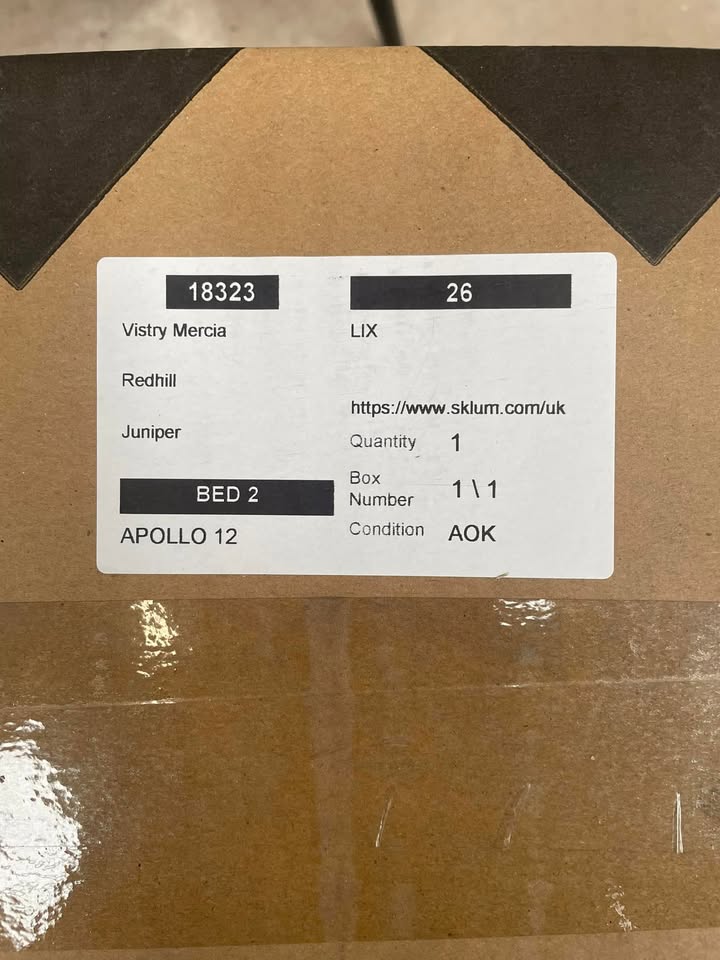 18323
Vistry Mercia
Redhill
Juniper
BED 2
APOLLO 12
26
LIX
https://www.sklum.com/uk
Quantity 1
Box
Number 1 \ 1
Condition AOK